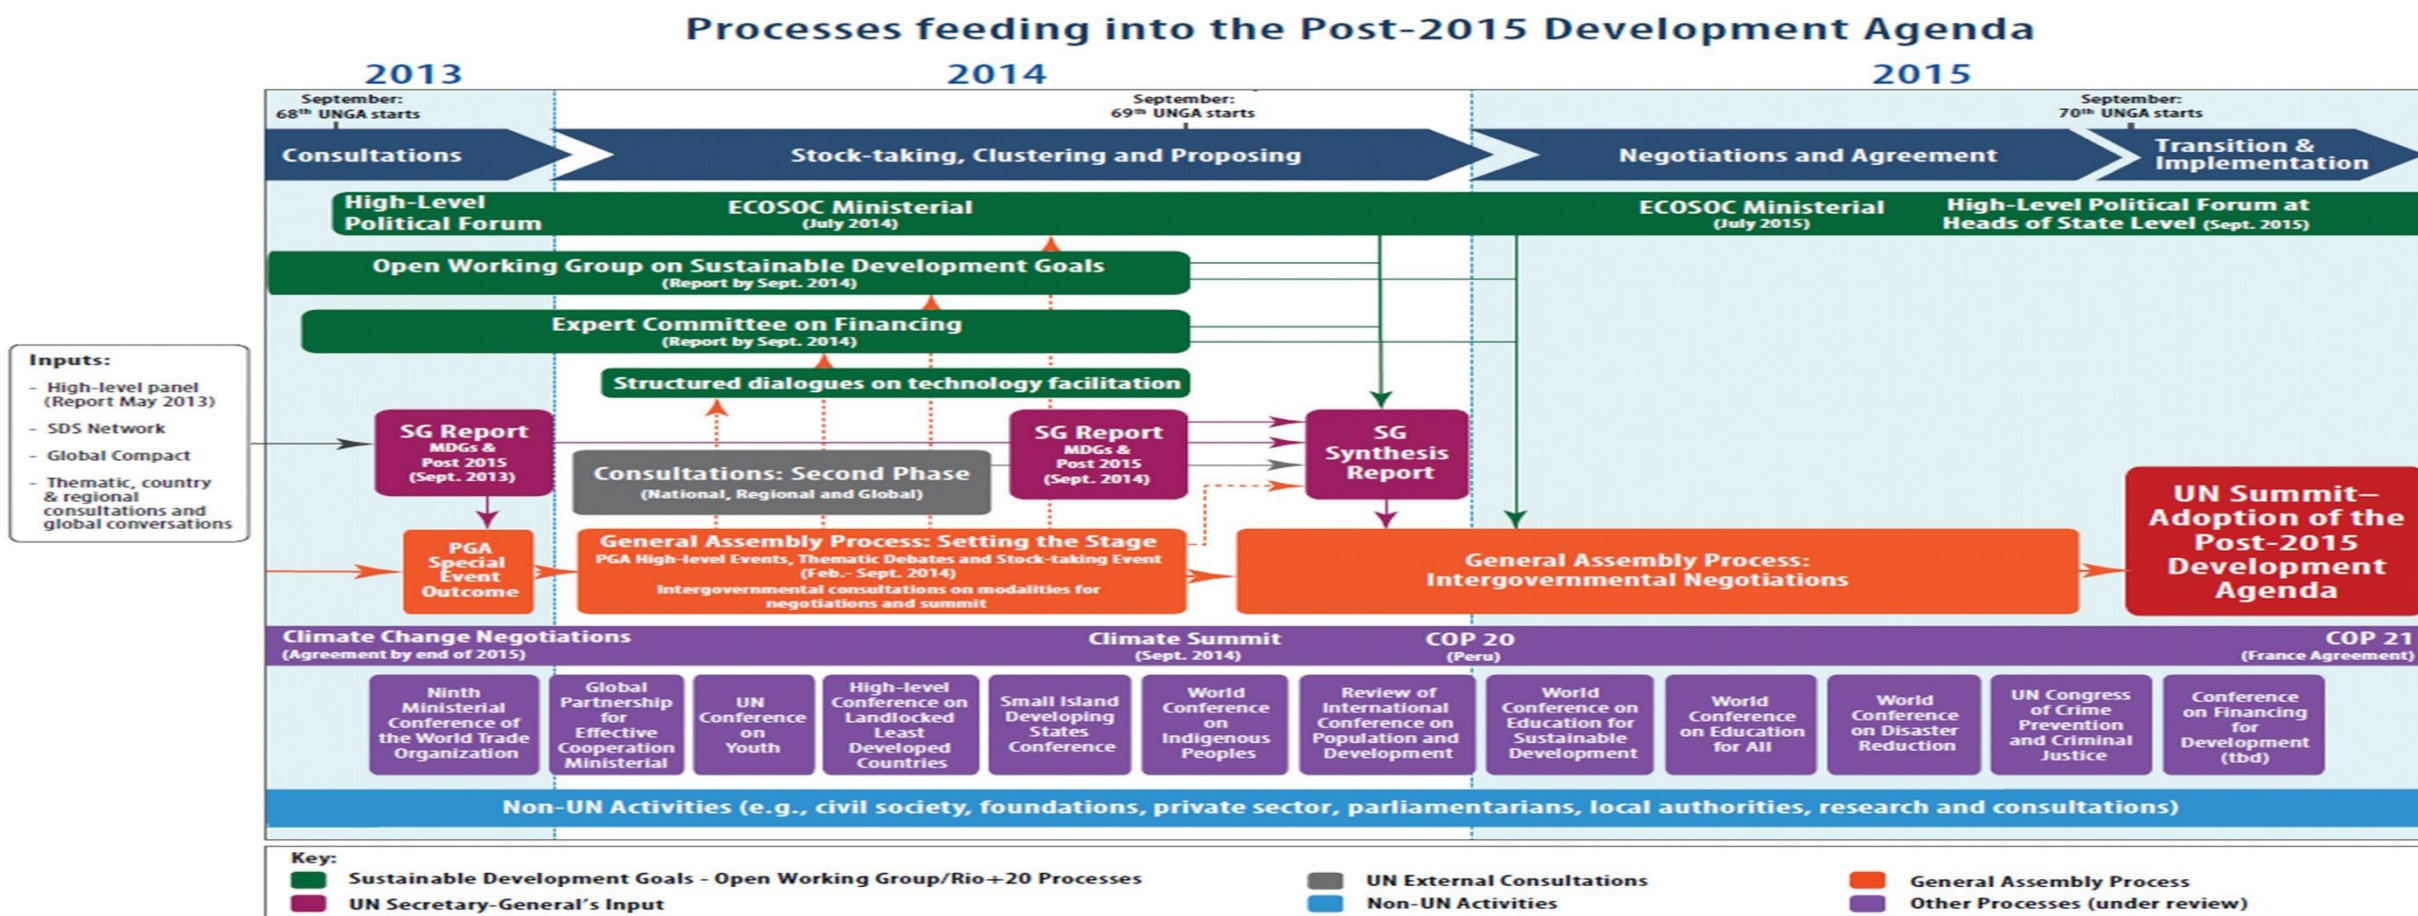 Processes feeding into the Post-2015 Development Agenda
2013
2014
2015
September:
68th UNGA starts
September:
69th UNGA starts
September:
70th UNGA starts
Consultations
Stock-taking, Clustering and Proposing
Negotiations and Agreement
Transition &
Implementation
High-Level
Political Forum
ECOSOC Ministerial
(July 2014)
ECOSOC Ministerial
(July 2015)
High-Level Political Forum at
Heads of State Level (Sept. 2015)
Open Working Group on Sustainable Development Goals
(Report by Sept. 2014)
Expert Committee on Financing
(Report by Sept. 2014)
Structured dialogues on technology facilitation
Inputs:
- High-level panel
(Report May 2013)
- SDS Network
- Global Compact
- Thematic, country
& regional
consultations and
global conversations
SG Report
MDGs &
Post 2015
(Sept. 2013)
Consultations: Second Phase
(National, Regional and Global)
SG Report
MDGs &
Post 2015
(Sept. 2014)
SG
Synthesis
Report
PGA
Special
Event
Outcome
General Assembly Process: Setting the Stage
PGA High-level Events, Thematic Debates and Stock-taking Event
(Feb.- Sept. 2014)
Intergovernmental consultations on modalities for
negotiations and summit
General Assembly Process:
Intergovernmental Negotiations
UN Summit—
Adoption of the
Post-2015
Development
Agenda
Climate Change Negotiations
(Agreement by end of 2015)
Climate Summit
(Sept. 2014)
COP 20
(Peru)
COP 21
(France Agreement)
Ninth
Ministerial
Conference of
the World Trade
Organization
Global
Partnership
for
Effective
Cooperation
Ministerial
UN
Conference
on
Youth
High-level
Conference on
Landlocked
Least
Developed
Countries
Small Island
Developing
States
Conference
World
Conference
on
Indigenous
Peoples
Review of
International
Conference on
Population and
Development
World
Conference on
Education for
Sustainable
Development
World
Conference
on Education
for All
World
Conference
on Disaster
Reduction
UN Congress
of Crime
Prevention
and Criminal
Justice
Conference
on Financing
for
Development
(tbd)
Non-UN Activities (e.g., civil society, foundations, private sector, parliamentarians, local authorities, research and consultations)
Key:
Sustainable Development Goals - Open Working Group/Rio+20 Processes
UN Secretary-General's Input
UN External Consultations
Non-UN Activities
General Assembly Process
Other Processes (under review)